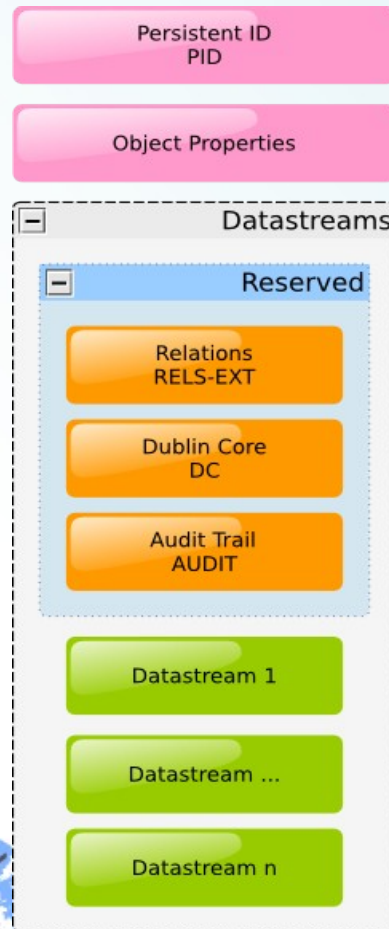 Persistent ID
PID
Object Properties
Datastreams
Reserved
Relations
RELS-EXT
Dublin Core
DC
Audit Trail
AUDIT
Datastream 1
Datastream ...
Datastream n